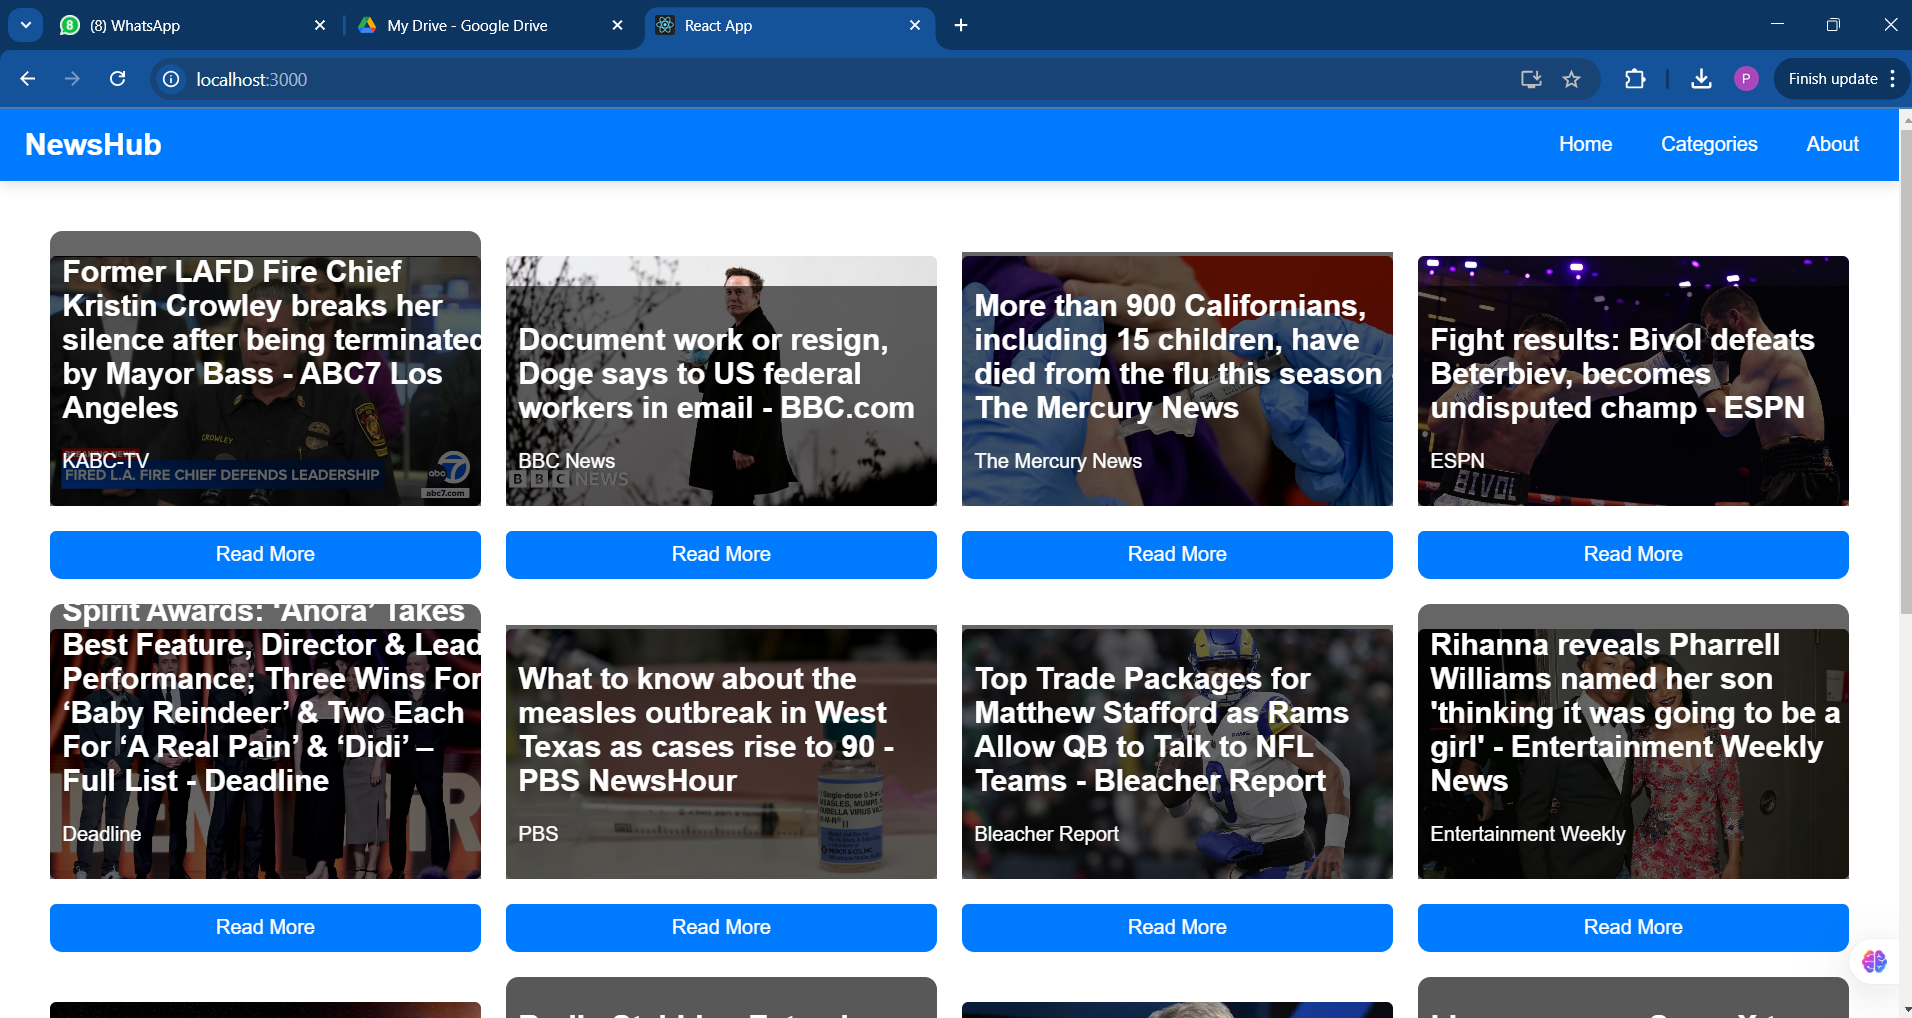 (8) WhatsApp
My Drive - Google Drive
React App
localhost:3000
P
Finish update
NewsHub
Home
Categories
About
Former LAFD Fire Chief
Kristin Crowley breaks her
silence after being terminated
by Mayor Bass - ABC7 Los
Angeles
CROWLEY
KABC-TV
FIRED L.A. FIRE CHIEF DEFENDS LEADERSHIP
abc 7
abc7.com
Read More
Document work or resign,
Doge says to US federal
workers in email - BBC.com
BBC News
BBC NEWS
Read More
More than 900 Californians,
including 15 children, have
died from the flu this season
The Mercury News
The Mercury News
Read More
Fight results: Bivol defeats
Beterbiev, becomes
undisputed champ - ESPN
ESPN
BIVOL
Read More
Spirit Awards: ‘Anora’ Takes
Best Feature, Director & Lead
Performance; Three Wins For
‘Baby Reindeer’ & Two Each
For ‘A Real Pain’ & ‘Didi’ –
Full List - Deadline
Deadline
Read More
What to know about the
measles outbreak in West
Texas as cases rise to 90 -
PBS NewsHour
PBS
Read More
Top Trade Packages for
Matthew Stafford as Rams
Allow QB to Talk to NFL
Teams - Bleacher Report
9
Bleacher Report
Read More
Rihanna reveals Pharrell
Williams named her son
'thinking it was going to be a
girl' - Entertainment Weekly
News
Entertainment Weekly
Read More